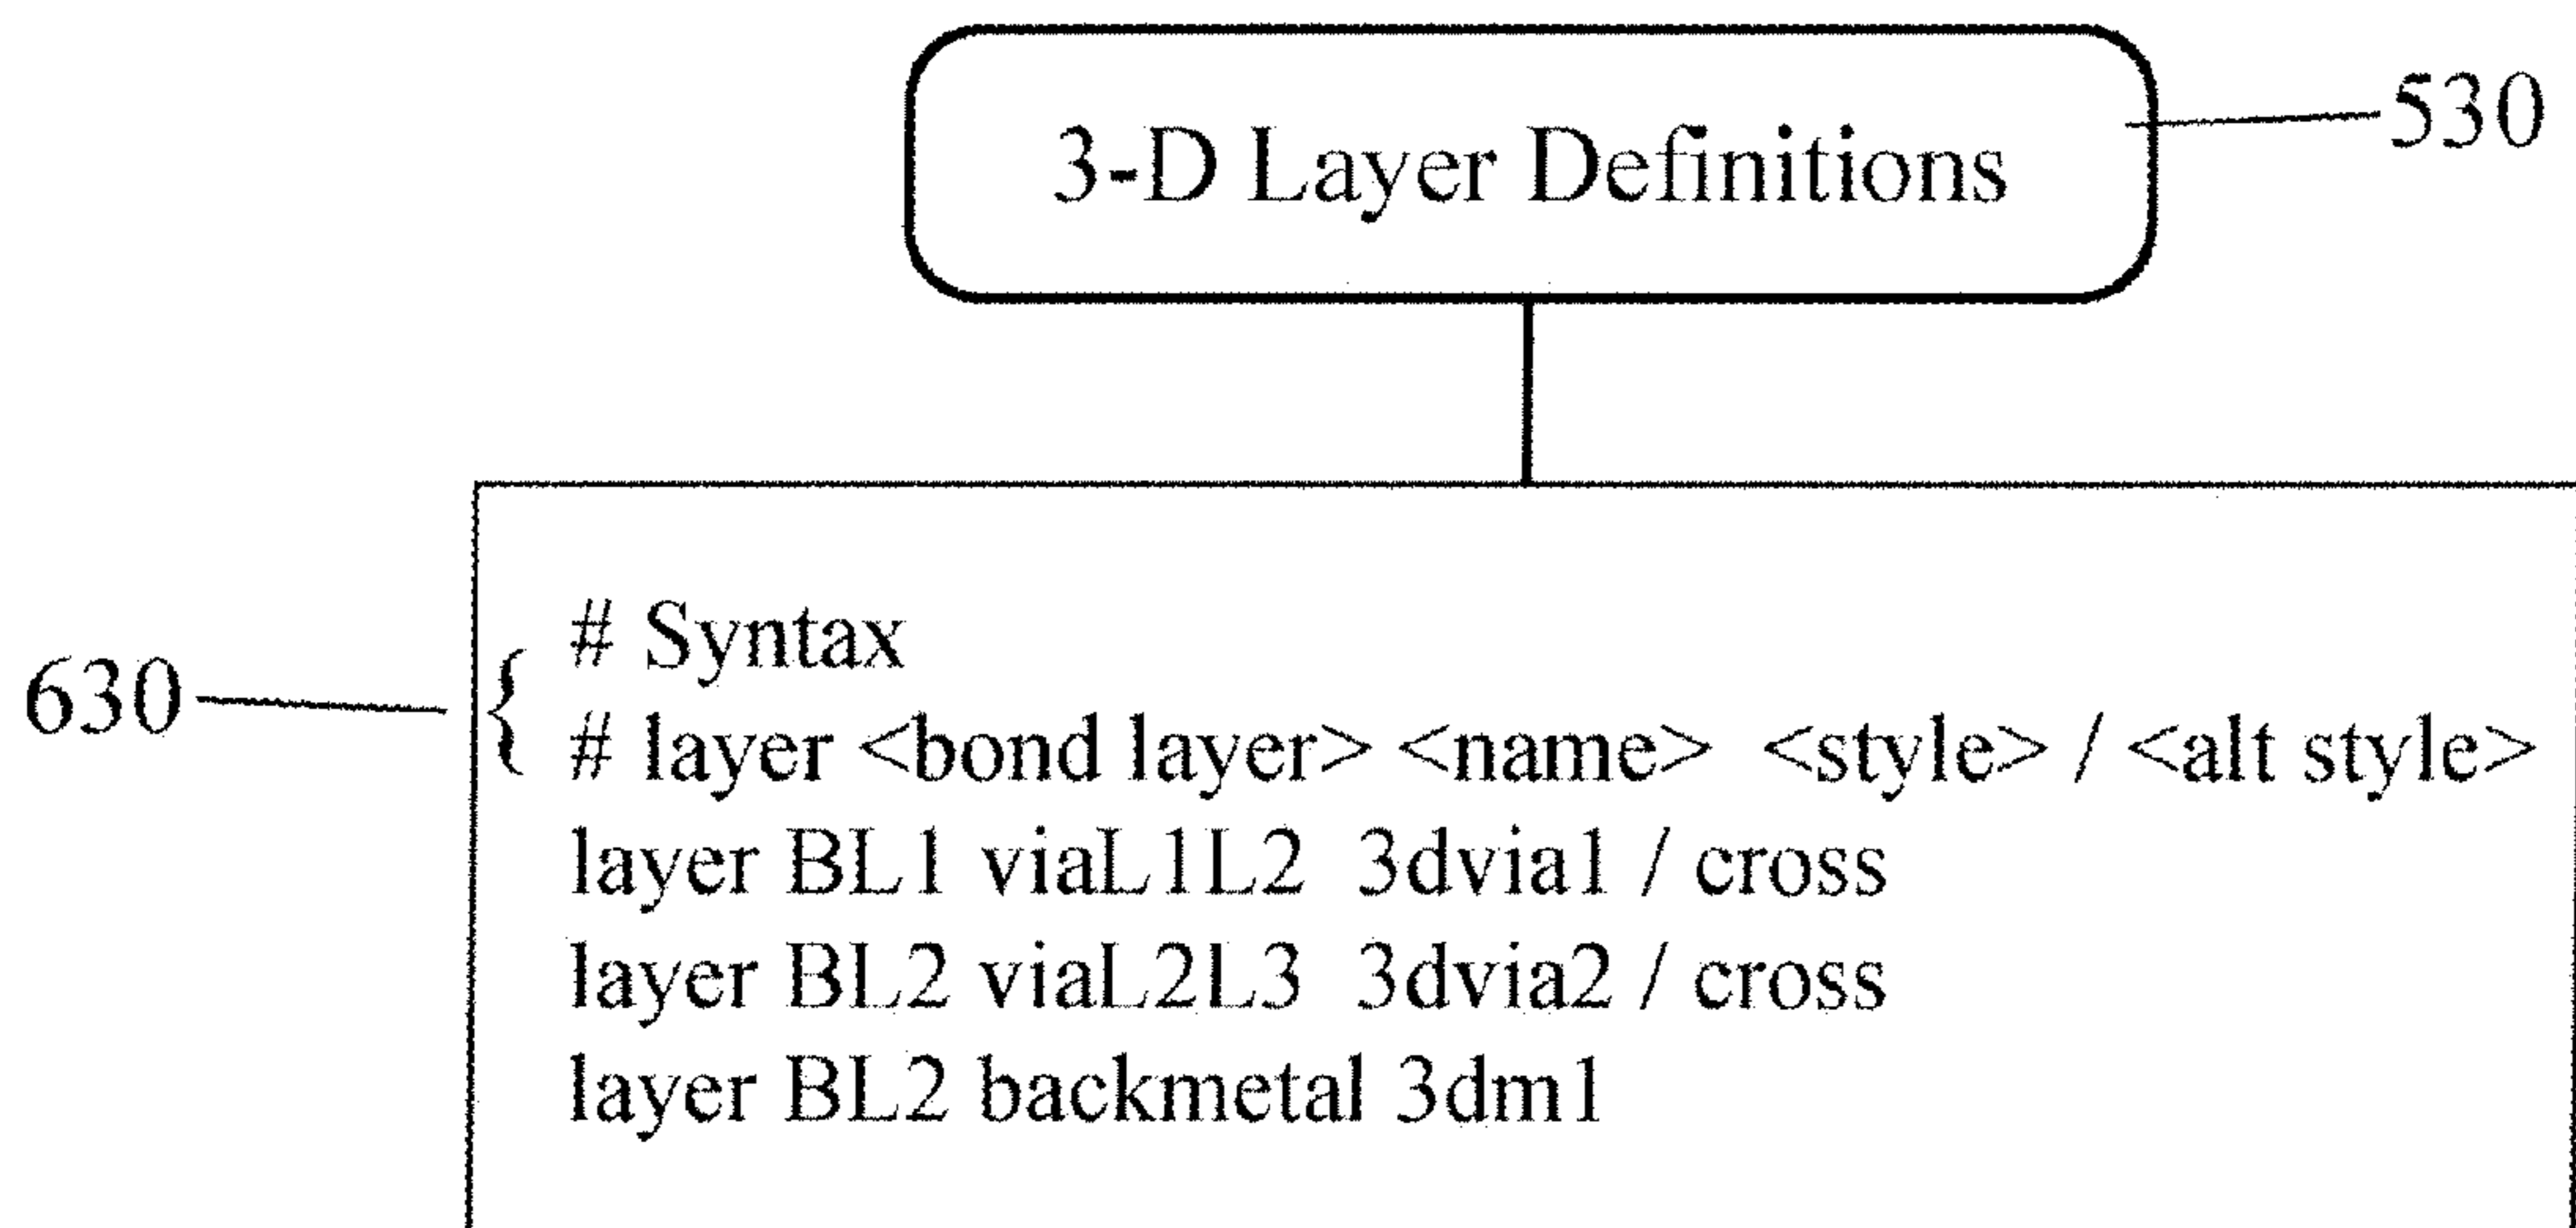 3-D Layer Definitions
530
630
{ # Syntax
# layer <bond layer> <name> <style> / <alt style>
layer BL1 viaL1L2 3dvia1 / cross
layer BL2 viaL2L3 3dvia2 / cross
layer BL2 backmetal 3dm1